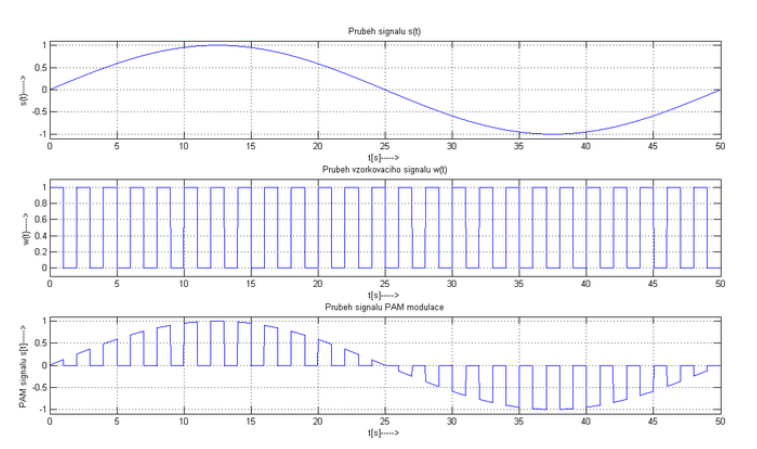 Prubeh signalu s(t)
1
0.5
0
-0.5
-1
s(t)----->
0 5 10 15 20 25 30 35 40 45 50
t[s]----->
Prubeh vzorkovaciho signalu w(t)
1
0.8
0.6
0.4
0.2
0
w(t)----->
0 5 10 15 20 25 30 35 40 45 50
t[s]----->
Prubeh signalu PAM modulace
1
0.5
0
-0.5
-1
PAM signalu s[t]----->
0 5 10 15 20 25 30 35 40 45 50
t[s]----->